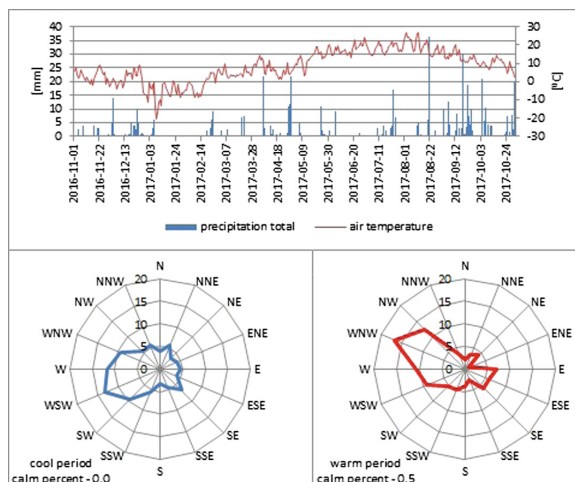 40
35
30
25
20
15
10
5
0
[mm]
30
20
10
0
-10
-20
-30
[ºC]
2016-11-01
2016-11-22
2016-12-13
2017-01-03
2017-01-24
2017-02-14
2017-03-07
2017-03-28
2017-04-18
2017-05-09
2017-05-30
2017-06-20
2017-07-11
2017-08-01
2017-08-22
2017-09-12
2017-10-03
2017-10-24
precipitation total
air temperature
N
NNE
NE
ENE
E
ESE
SE
SSE
S
SSW
SW
WSW
W
WNW
NW
NNW
20
15
10
5
0
cool period
calm percent - 0.0
N
NNE
NE
ENE
E
ESE
SE
SSE
S
SSW
SW
WSW
W
WNW
NW
NNW
20
15
10
5
0
warm period
calm percent - 0.5